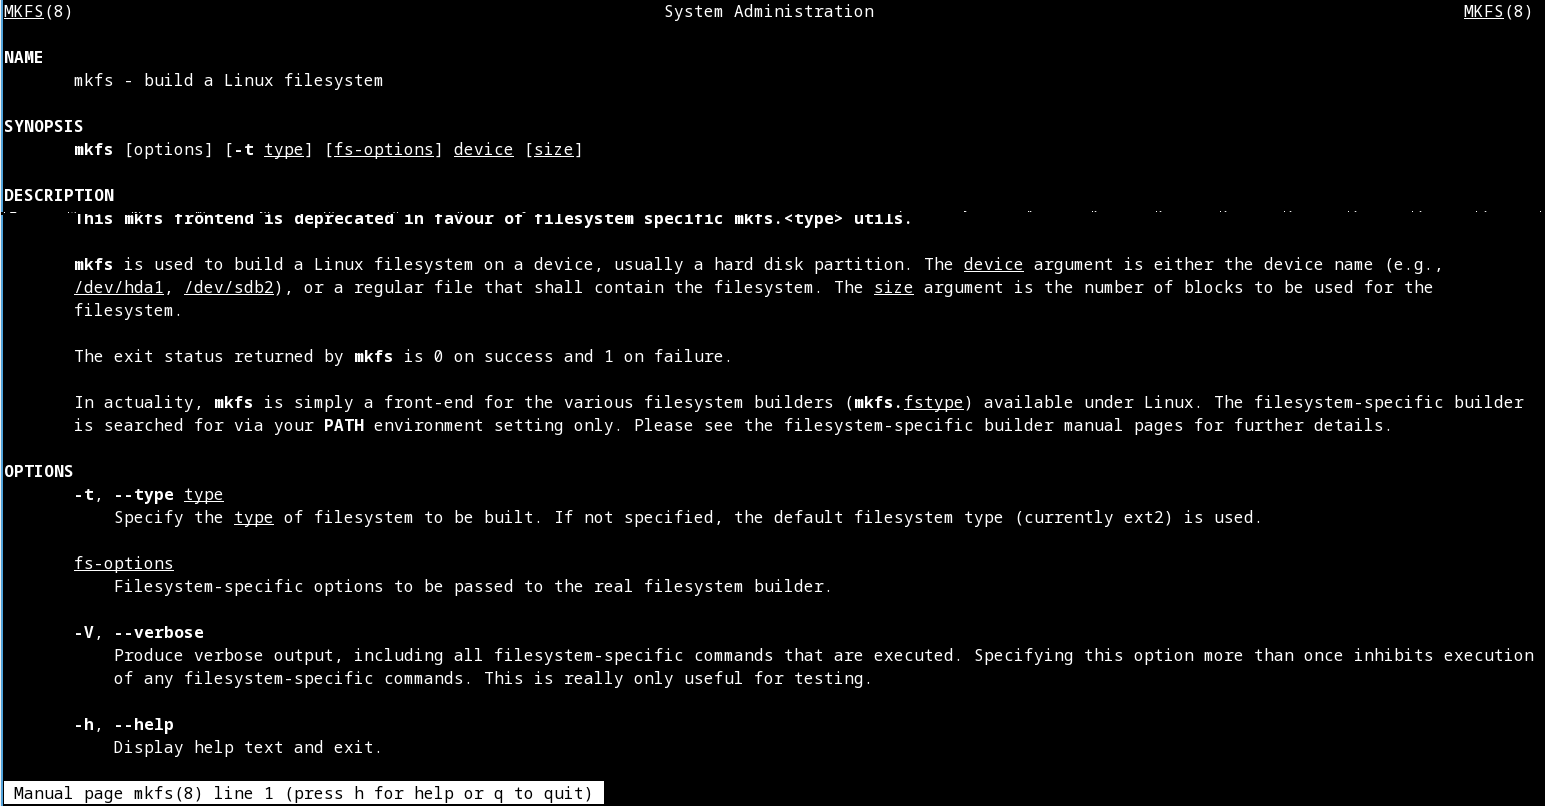 MKFS(8) System Administration MKFS(8)
NAME
mkfs - build a Linux filesystem
SYNOPSIS
mkfs [options] [-t type] [fs-options] device [size]
DESCRIPTION
This mkfs frontend is deprecated in favour of filesystem specific mkfs.<type> utils.
mkfs is used to build a Linux filesystem on a device, usually a hard disk partition. The device argument is either the device name (e.g.,
/dev/hda1, /dev/sdb2), or a regular file that shall contain the filesystem. The size argument is the number of blocks to be used for the
filesystem.
The exit status returned by mkfs is 0 on success and 1 on failure.
In actuality, mkfs is simply a front-end for the various filesystem builders (mkfs.fstype) available under Linux. The filesystem-specific builder
is searched for via your PATH environment setting only. Please see the filesystem-specific builder manual pages for further details.
OPTIONS
-t, --type type
Specify the type of filesystem to be built. If not specified, the default filesystem type (currently ext2) is used.
fs-options
Filesystem-specific options to be passed to the real filesystem builder.
-V, --verbose
Produce verbose output, including all filesystem-specific commands that are executed. Specifying this option more than once inhibits execution
of any filesystem-specific commands. This is really only useful for testing.
-h, --help
Display help text and exit.
Manual page mkfs(8) line 1 (press h for help or q to quit)